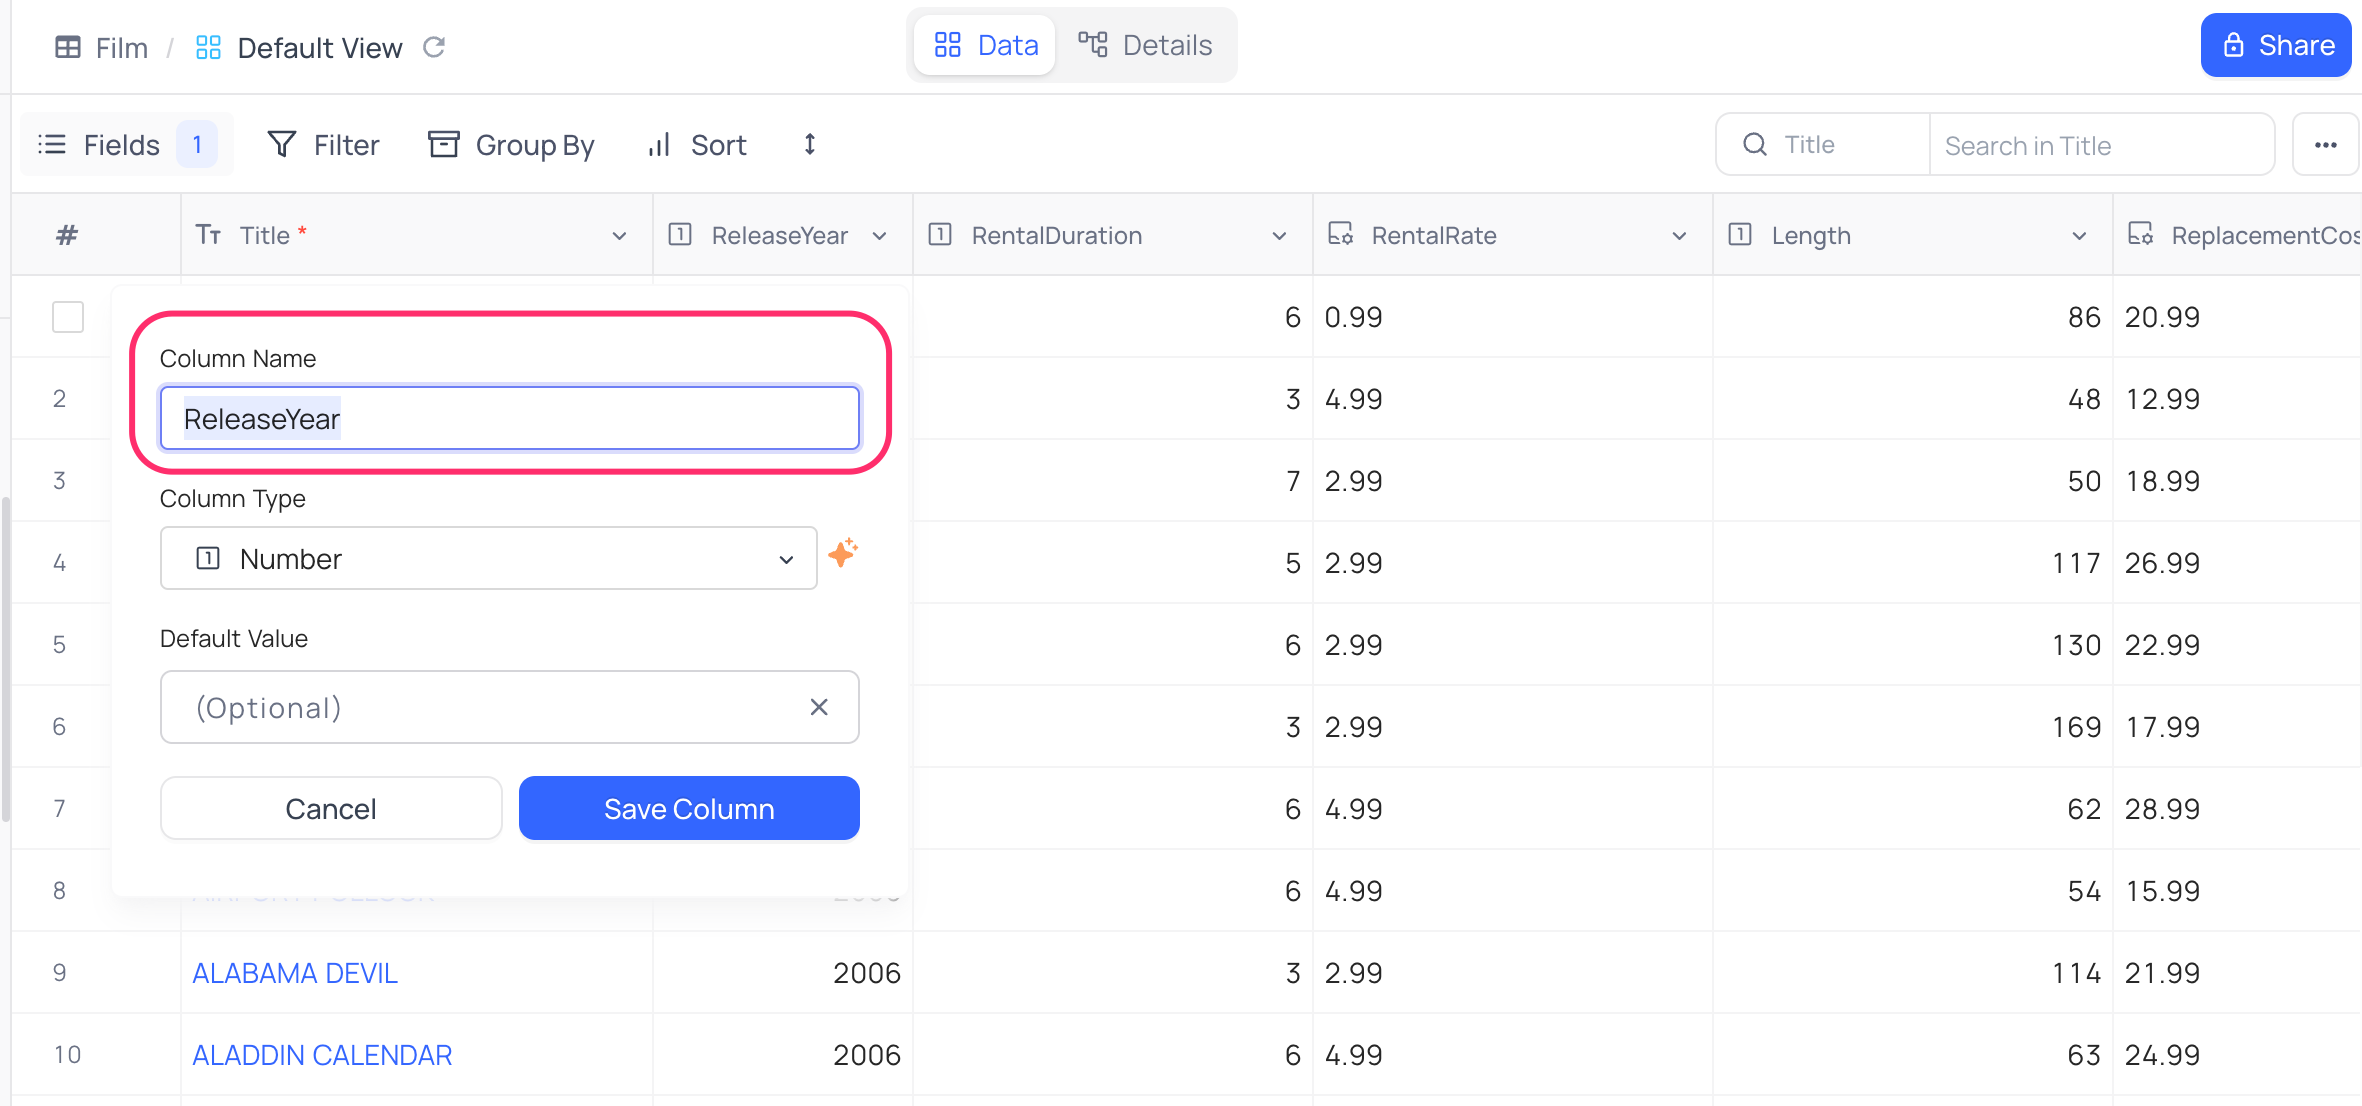 Film / Default View
Data Details
Share
Fields 1 Filter Group By Sort
Title Search in Title
# Title * ReleaseYear RentalDuration RentalRate Length ReplacementCos
6 0.99 86 20.99
Column Name
ReleaseYear
Column Type
Number
Default Value
(Optional)
Cancel Save Column
2 3 4.99 48 12.99
3 7 2.99 50 18.99
4 5 2.99 117 26.99
5 6 2.99 130 22.99
6 3 2.99 169 17.99
7 6 4.99 62 28.99
8 6 4.99 54 15.99
9 ALABAMA DEVIL 2006 3 2.99 114 21.99
10 ALADDIN CALENDAR 2006 6 4.99 63 24.99